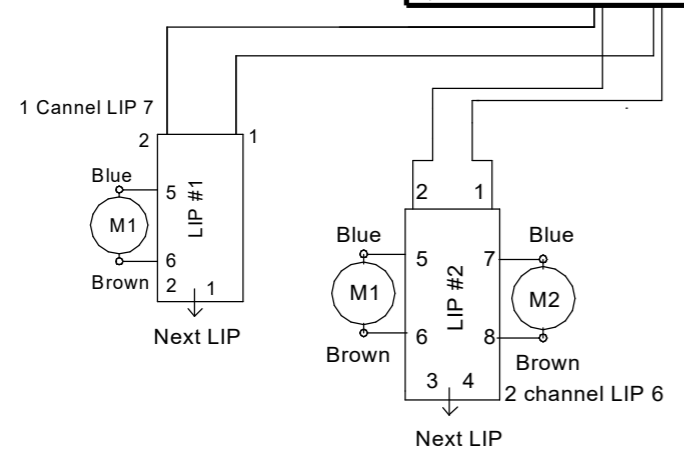 1 Cannel LIP 7
2 1
Blue
5
M1
LIP #1
6
Brown
2 1
Next LIP
2 1
Blue
5
M1
6
Brown
LIP #2
7
Blue
M2
8
Brown
3 4
2 channel LIP 6
Next LIP